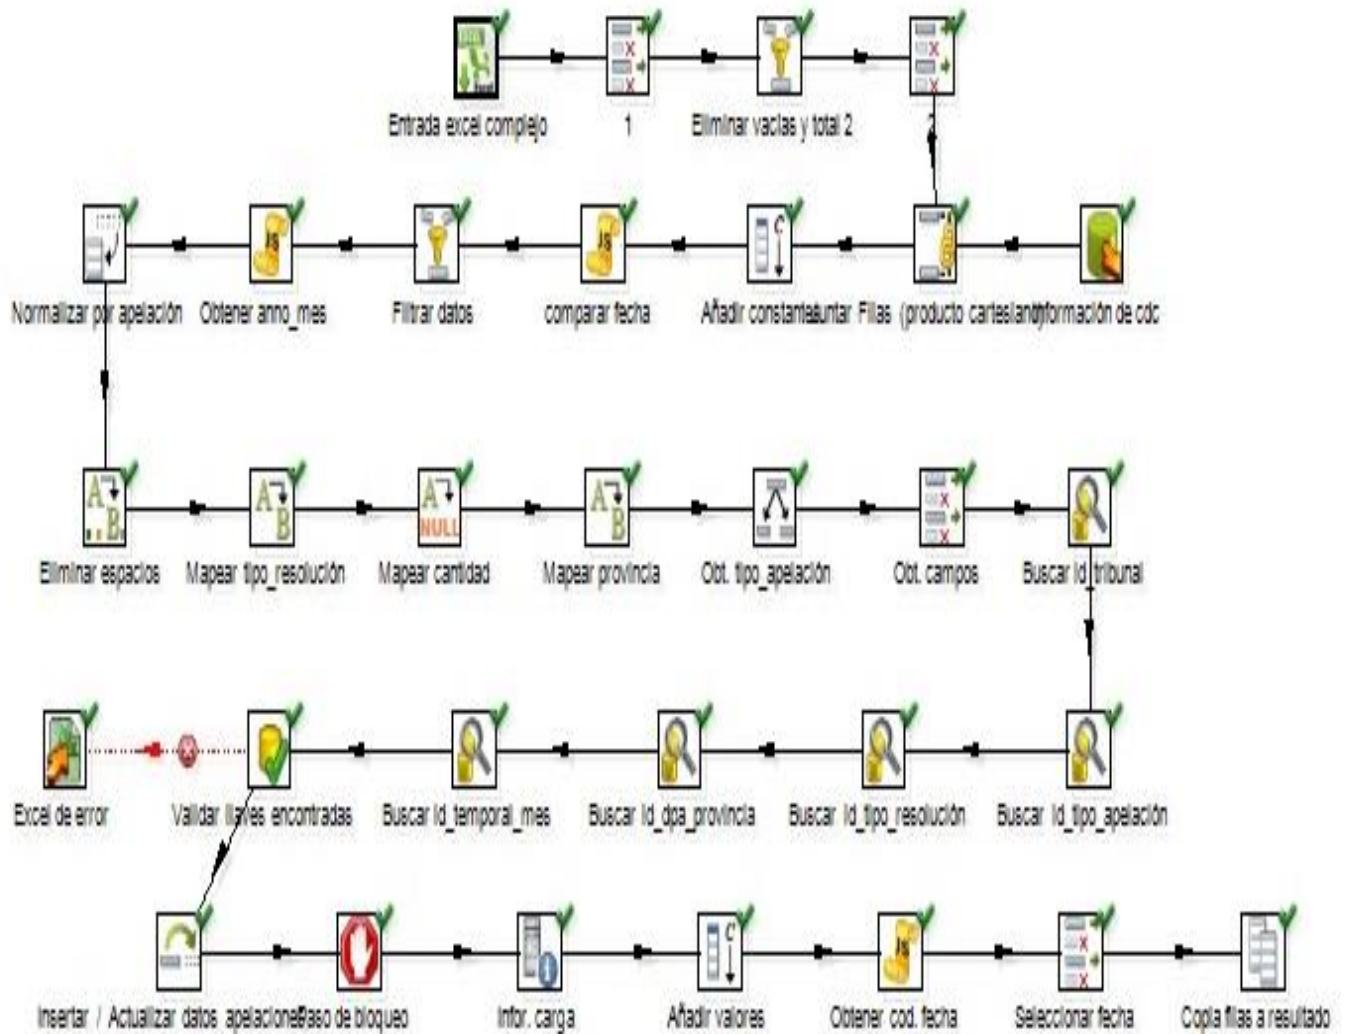 Entrada excel complejo
1
Eliminar vacías y total 2
2
Normalizar por apelación
Obtener anno_mes
Filtrar datos
comparar fecha
Añadir constantes
Juntar Filas (producto cartesiano)
Información de cdc
Eliminar espacios
Mapear tipo_resolución
Mapear cantidad
Mapear provincia
Obt. tipo_apelación
Obt. campos
Buscar id_tribunal
Excel de error
Validar llaves encontradas
Buscar id_temporal_mes
Buscar id_dpa_provincia
Buscar id_tipo_resolución
Buscar id_tipo_apelación
Insertar / Actualizar datos_apelaciones
Paso de bloqueo
Infor. carga
Añadir valores
Obtener cod. fecha
Seleccionar fecha
Copia filas a resultado